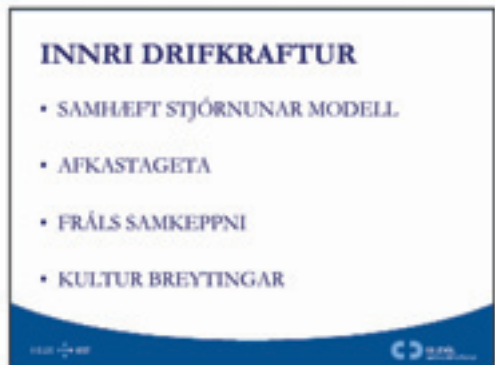 INNRI DRIFKRAFTUR
• SAMHÆFT STJÓRNUNAR MODELL
• AFKASTAGETA
• FRÁLS SAMKEPPNI
• KULTUR BREYTINGAR